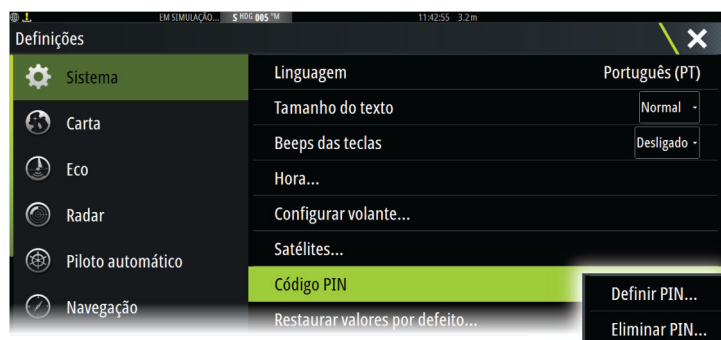 EM SIMULAÇÃO... S HDG 005 °M 11:42:55 3.2 m
Definições
Sistema
Carta
Eco
Radar
Piloto automático
Navegação
Linguagem Português (PT)
Tamanho do texto Normal
Beeps das teclas Desligado
Hora...
Configurar volante...
Satélites...
Código PIN
Restaurar valores por defeito...
Definir PIN...
Eliminar PIN...